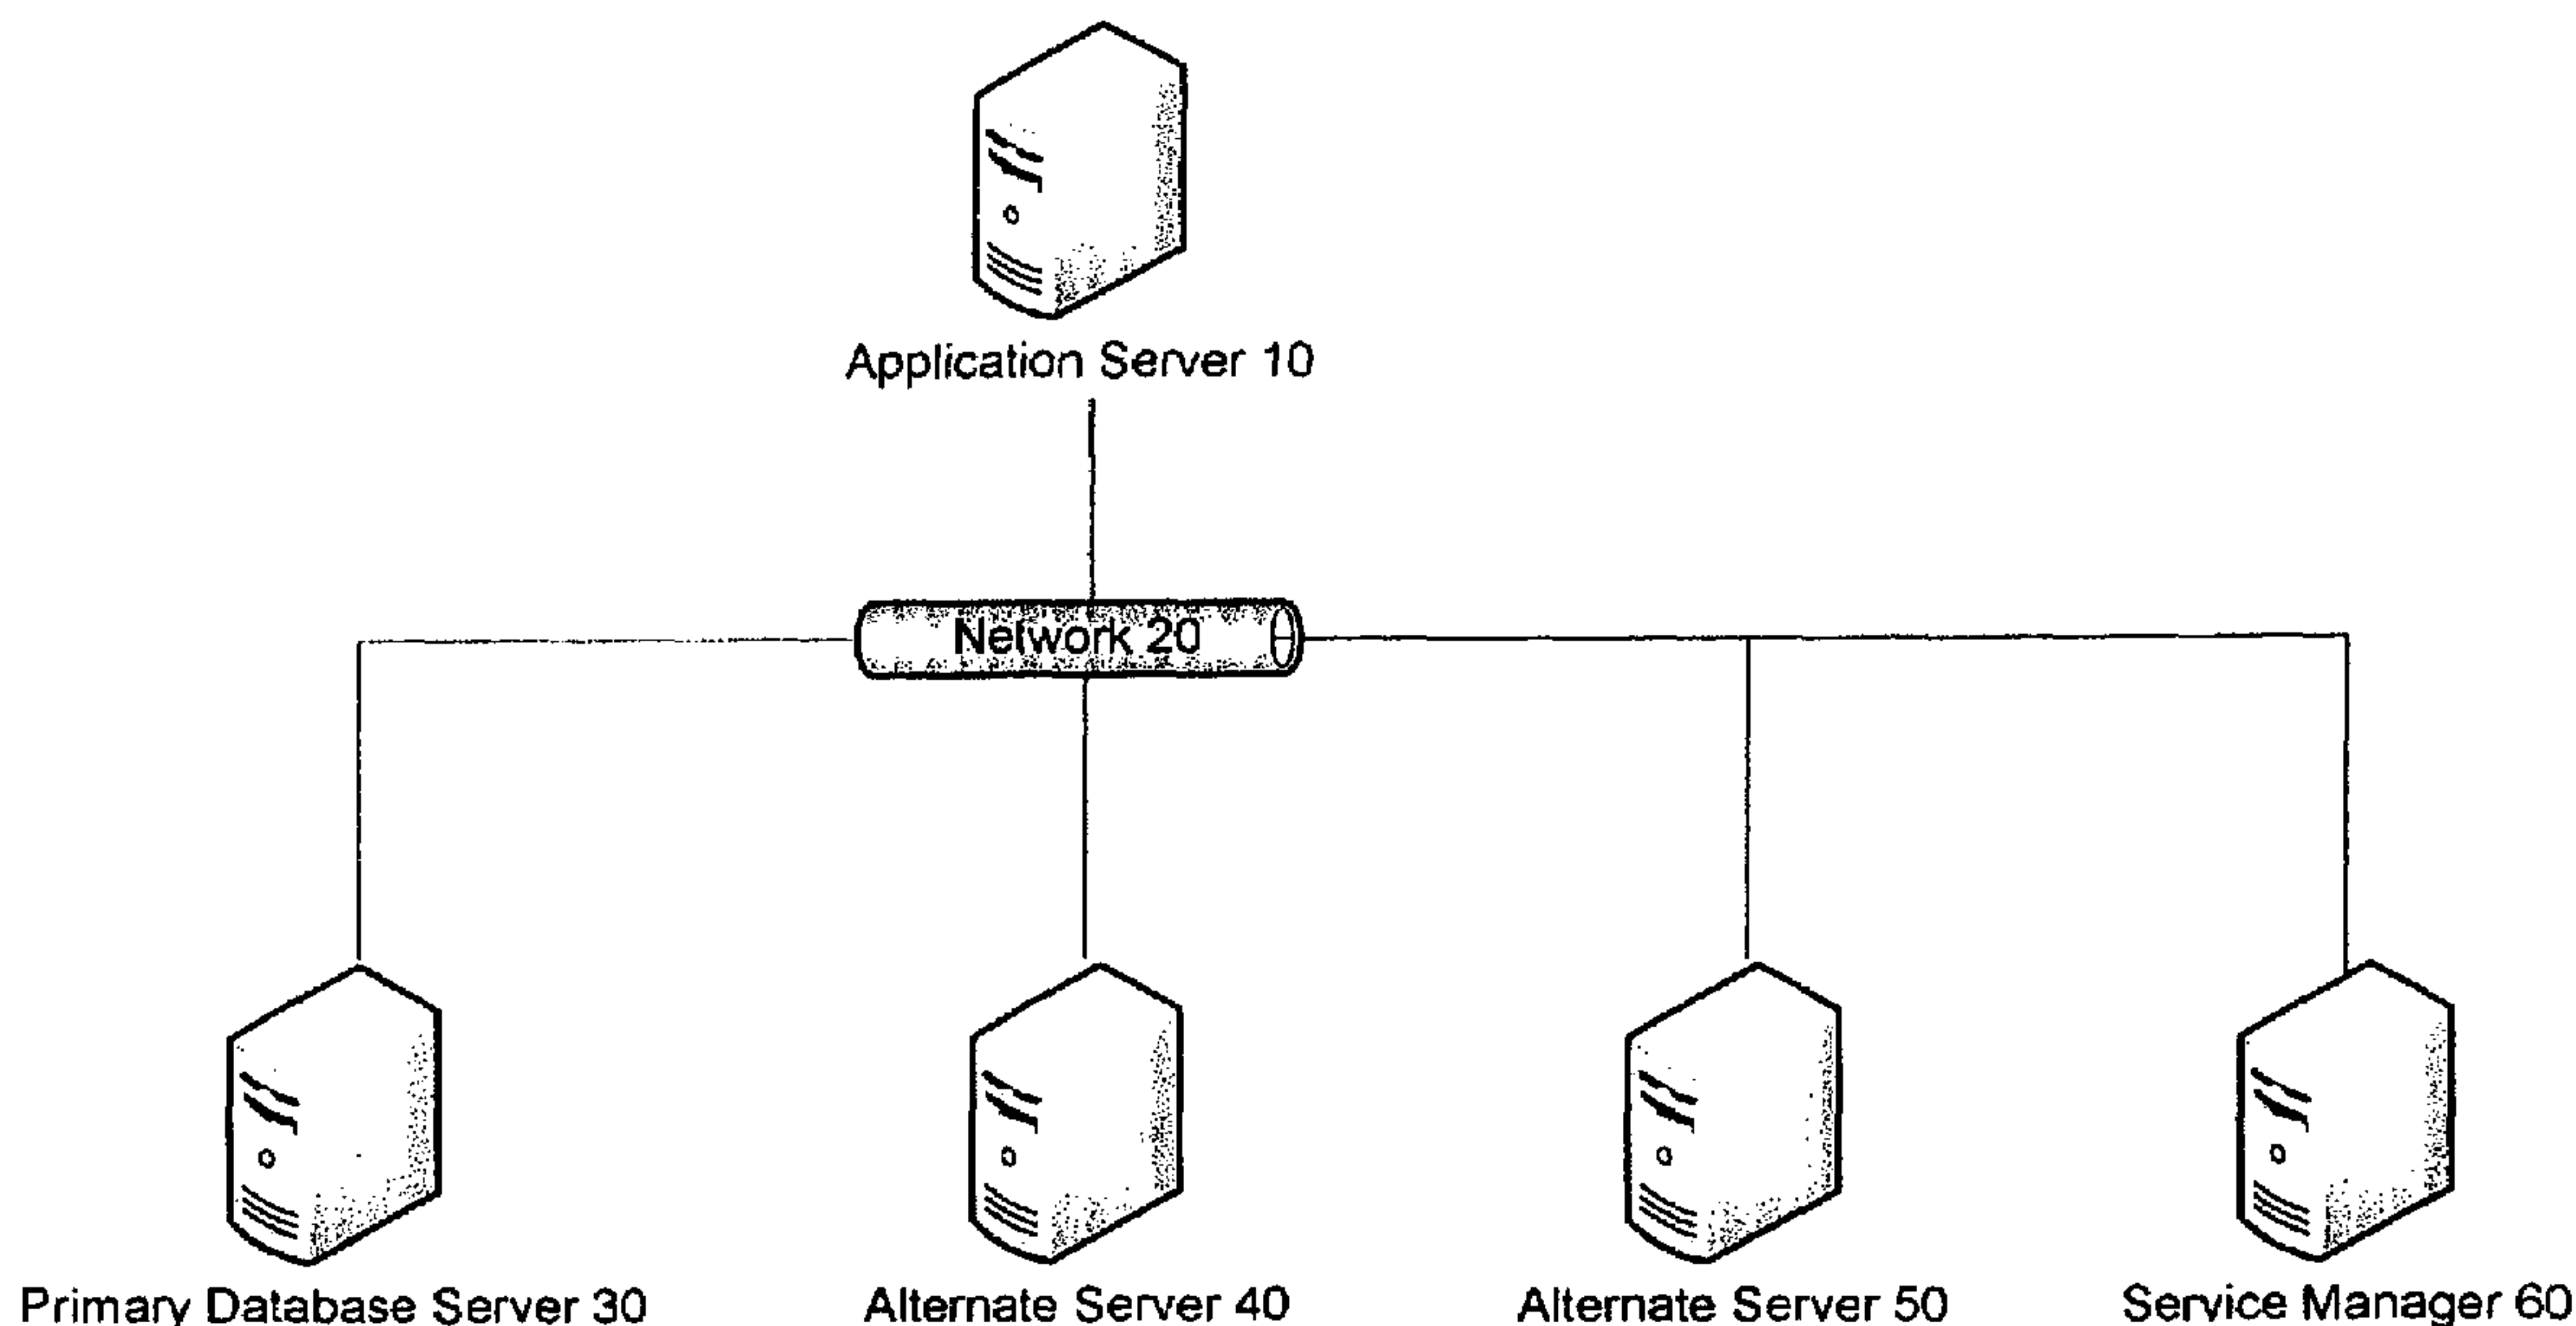 Application Server 10
Network 20
Primary Database Server 30
Alternate Server 40
Alternate Server 50
Service Manager 60